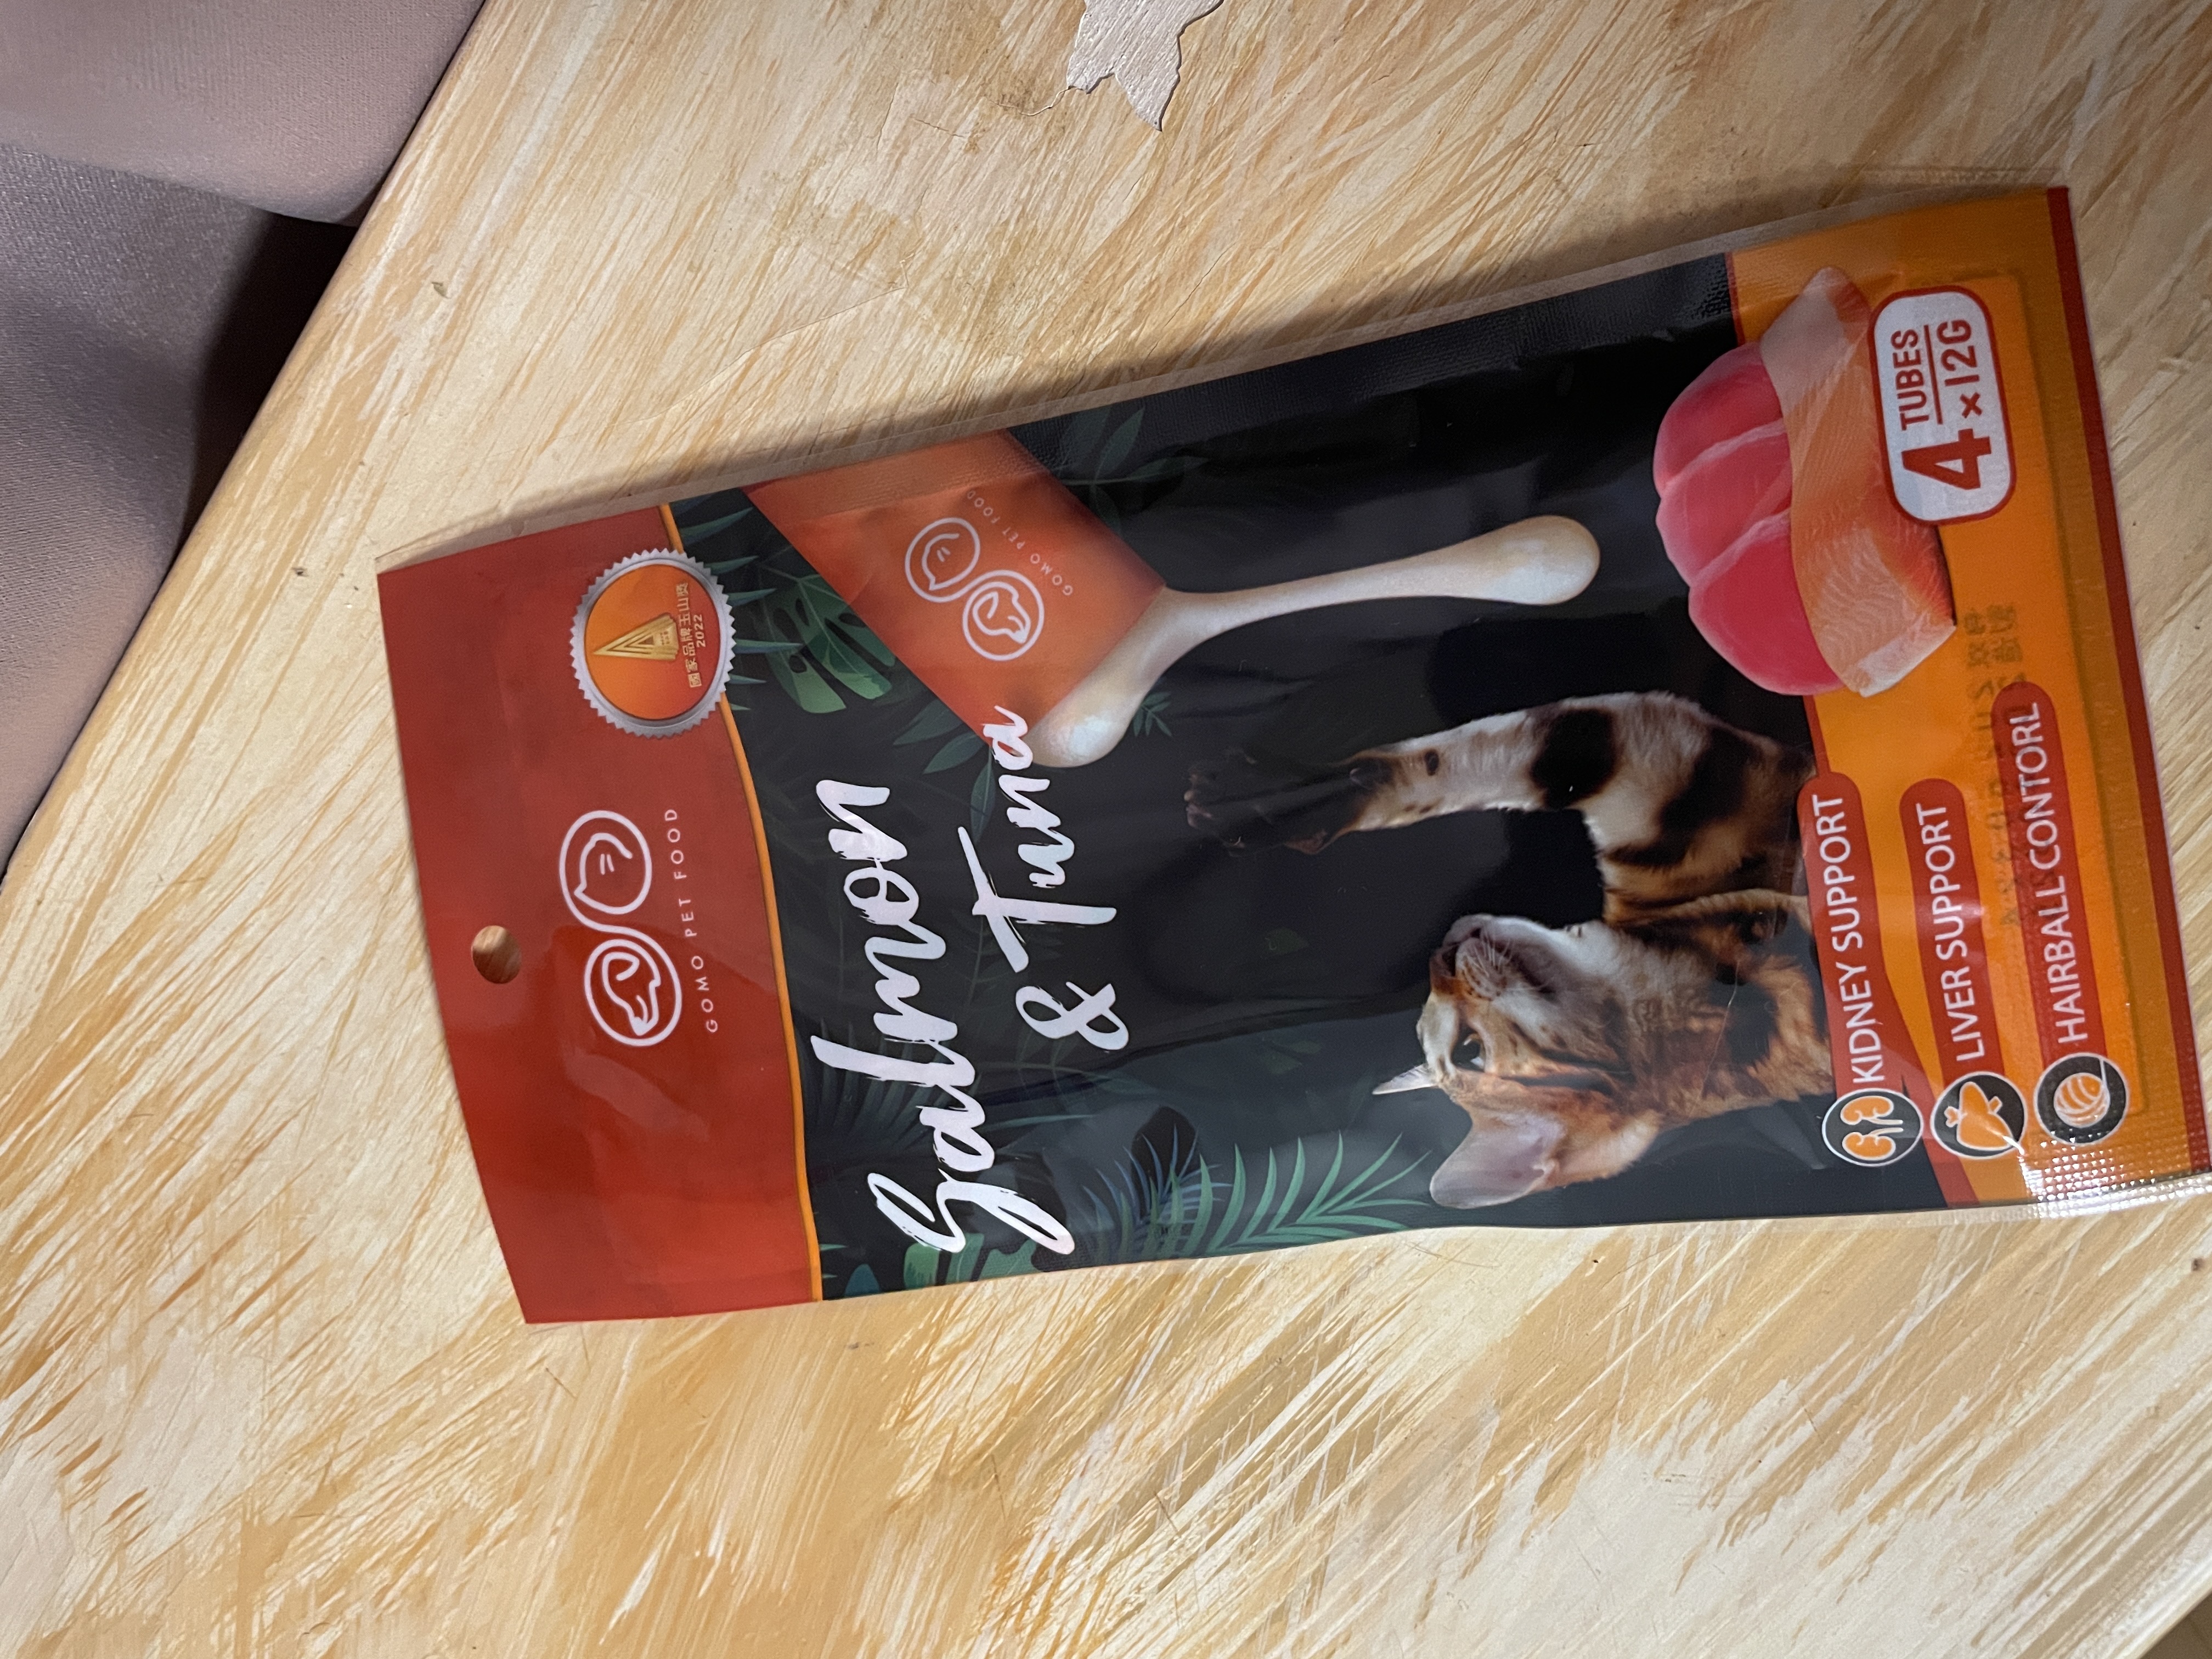 GOMO PET FOOD
國家品牌玉山獎
2022
GOMO PET FOOD
Salmon
& Tuna
TUBES
4×12G
KIDNEY SUPPORT
LIVER SUPPORT
HAIRBALL CONTORL